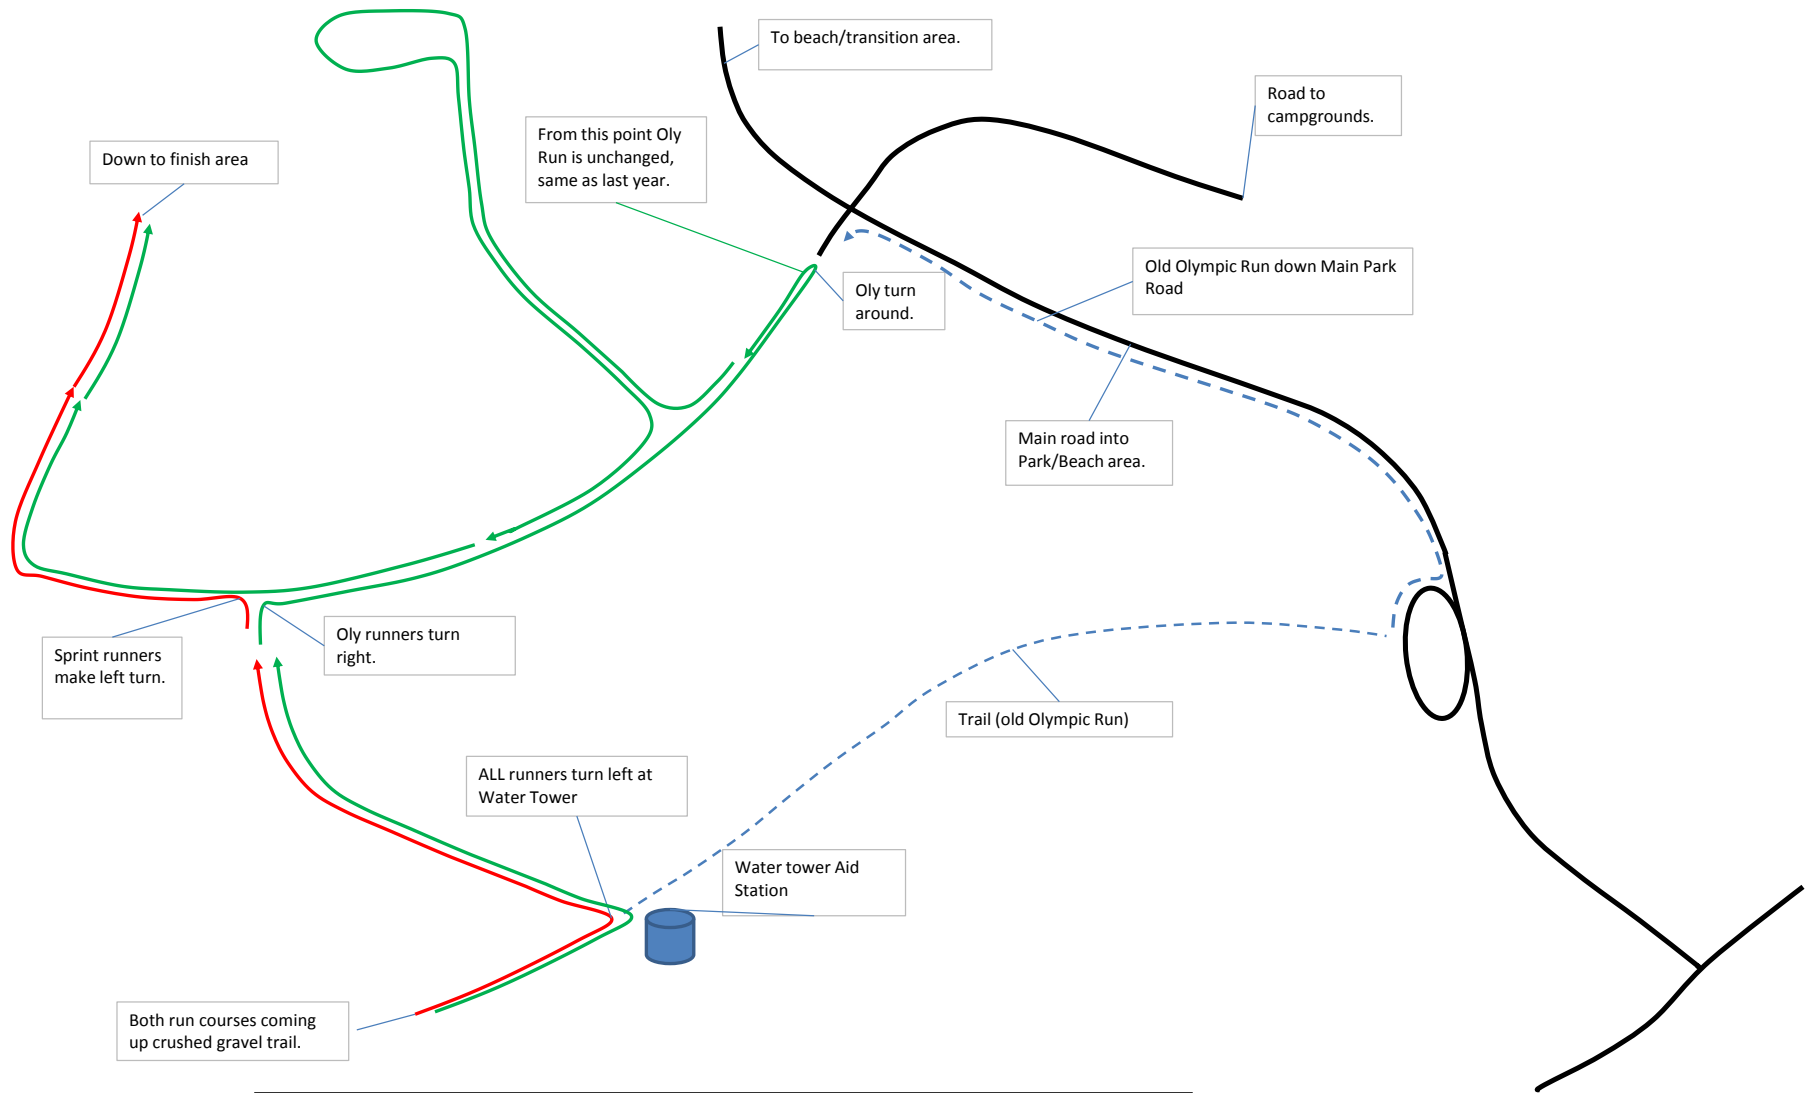 To beach/transition area.
Road to
campgrounds.
From this point Oly
Run is unchanged,
same as last year.
Down to finish area
Old Olympic Run down Main Park
Road
Oly turn
around.
Main road into
Park/Beach area.
Oly runners turn
right.
Sprint runners
make left turn.
Trail (old Olympic Run)
ALL runners turn left at
Water Tower
Water tower Aid
Station
Both run courses coming
up crushed gravel trail.